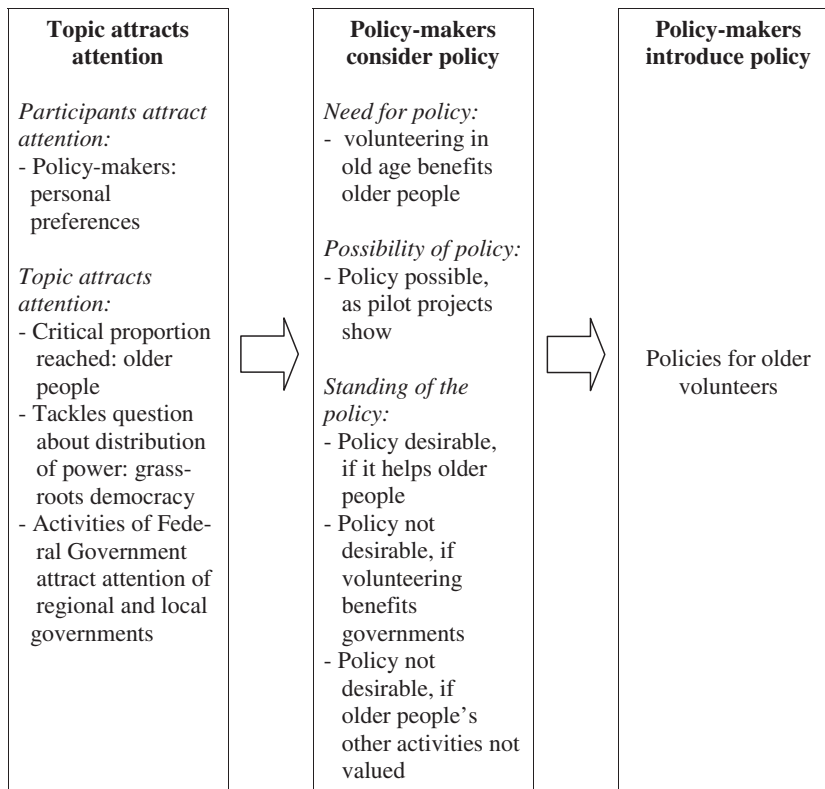 Topic attracts
attention
Participants attract
attention:
- Policy-makers:
personal
preferences
Topic attracts
attention:
- Critical proportion
reached: older
people
- Tackles question
about distribution
of power: grass-
roots democracy
- Activities of Fede-
ral Government
attract attention of
regional and local
governments
Policy-makers
consider policy
Need for policy:
- volunteering in
old age benefits
older people
Possibility of policy:
- Policy possible,
as pilot projects
show
Standing of the
policy:
- Policy desirable,
if it helps older
people
- Policy not
desirable, if
volunteering
benefits
governments
- Policy not
desirable, if
older people's
other activities not
valued
Policy-makers
introduce policy
Policies for older
volunteers